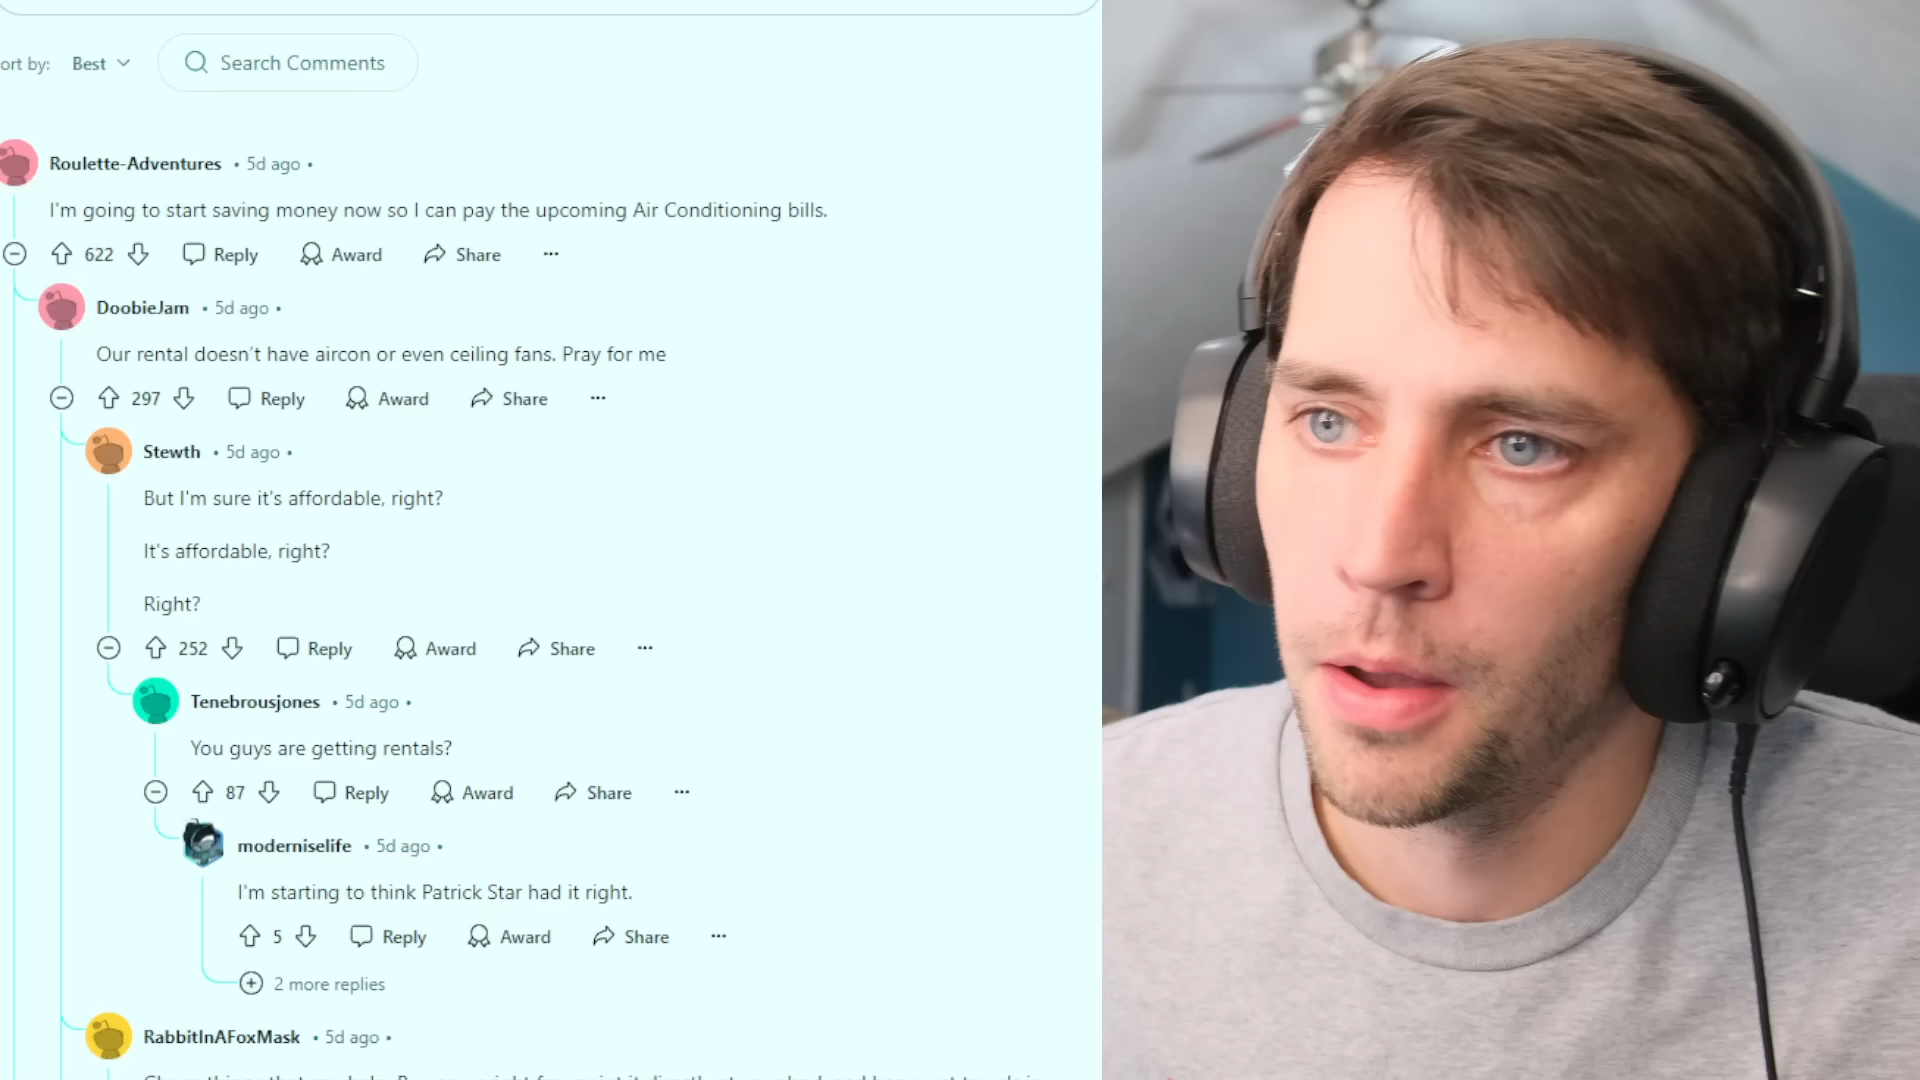 ort by: Best Search Comments
Roulette-Adventures • 5d ago •
I'm going to start saving money now so I can pay the upcoming Air Conditioning bills.
622 Reply Award Share ...
DoobieJam • 5d ago •
Our rental doesn't have aircon or even ceiling fans. Pray for me
297 Reply Award Share ...
Stewth • 5d ago •
But I'm sure it's affordable, right?
It's affordable, right?
Right?
252 Reply Award Share ...
Tenebrousjones • 5d ago •
You guys are getting rentals?
87 Reply Award Share ...
moderniselife • 5d ago •
I'm starting to think Patrick Star had it right.
5 Reply Award Share ...
2 more replies
RabbitInAFoxMask • 5d ago •